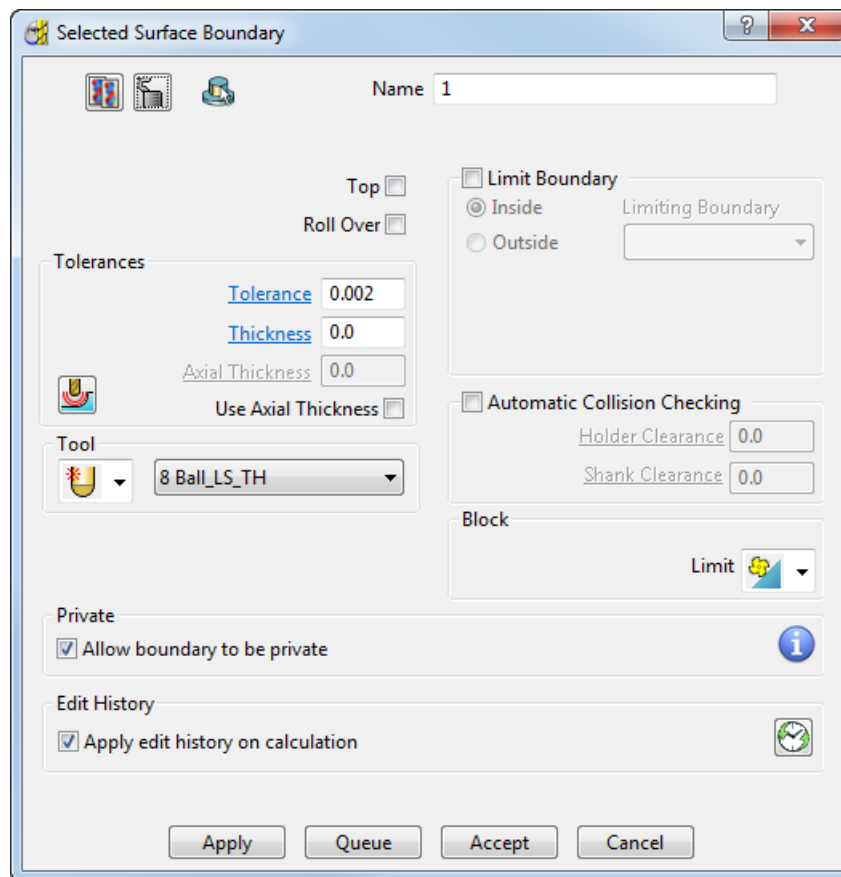 Selected Surface Boundary
Name 1
Top
Roll Over
Limit Boundary
Inside Limiting Boundary
Outside
Tolerances
Tolerance 0.002
Thickness 0.0
Axial Thickness 0.0
Use Axial Thickness
Automatic Collision Checking
Holder Clearance 0.0
Shank Clearance 0.0
Tool
8 Ball_LS_TH
Block
Limit
Private
Allow boundary to be private
Edit History
Apply edit history on calculation
Apply Queue Accept Cancel